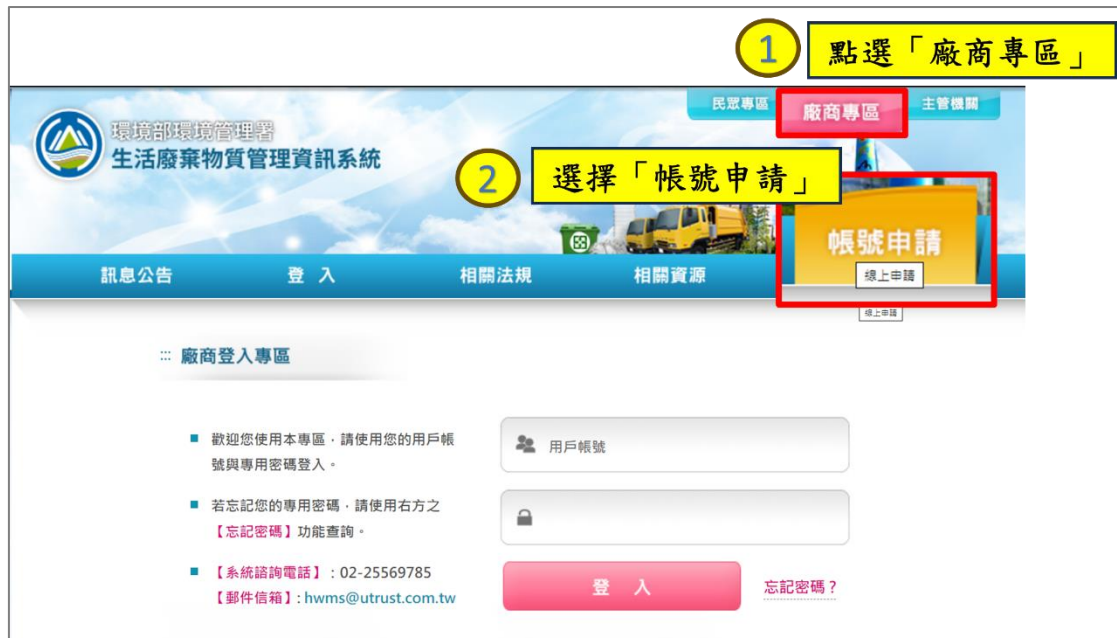 1 點選「廠商專區」
民眾專區 廠商專區 主管機關
環境部環境管理署
生活廢棄物質管理資訊系統
2 選擇「帳號申請」
帳號申請
線上申請
訊息公告 登 入 相關法規 相關資源
線上申請
::: 廠商登入專區
歡迎您使用本專區，請使用您的用戶帳
號與專用密碼登入。
用戶帳號
若忘記您的專用密碼，請使用右方之
【忘記密碼】功能查詢。
【系統諮詢電話】：02-25569785
【郵件信箱】: hwms@utrust.com.tw
登 入 忘記密碼？